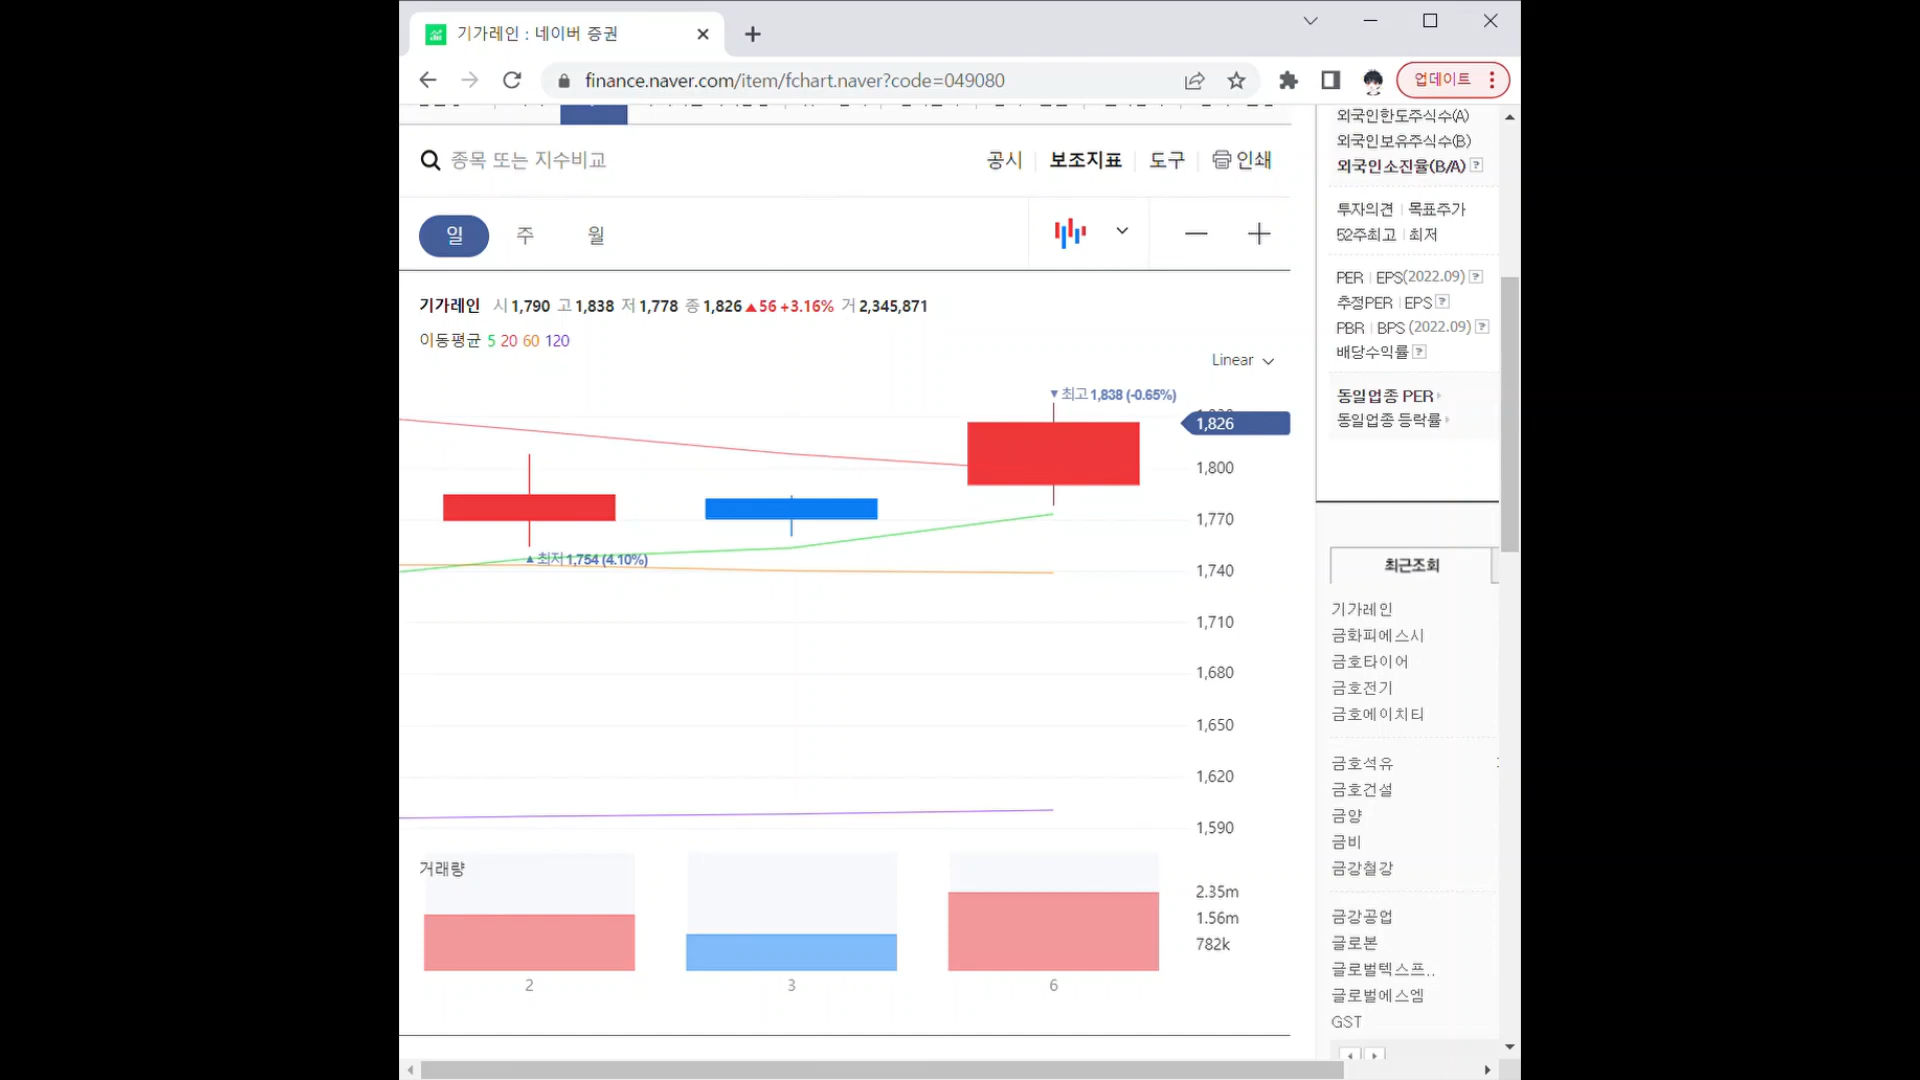 기가레인 : 네이버 증권
finance.naver.com/item/fchart.naver?code=049080
업데이트
종목 또는 지수비교
공시 보조지표 도구 인쇄
일 주 월
기가레인 시 1,790 고 1,838 저 1,778 종 1,826 ▲56 +3.16% 거 2,345,871
이동평균 5 20 60 120
Linear
▼최고 1,838 (-0.65%)
1,826
1,800
1,770
▲최저 1,754 (4.10%)
1,740
1,710
1,680
1,650
1,620
1,590
거래량
2.35m
1.56m
782k
2 3 6
외국인한도주식수(A)
외국인보유주식수(B)
외국인소진율(B/A) ?
투자의견 | 목표주가
52주최고 | 최저
PER | EPS(2022.09) ?
추정PER | EPS ?
PBR | BPS (2022.09) ?
배당수익률 ?
동일업종 PER
동일업종 등락률
최근조회
기가레인
금화피에스시
금호타이어
금호전기
금호에이치티
금호석유
금호건설
금양
금비
금강철강
금강공업
글로본
글로벌텍스프..
글로벌에스엠
GST